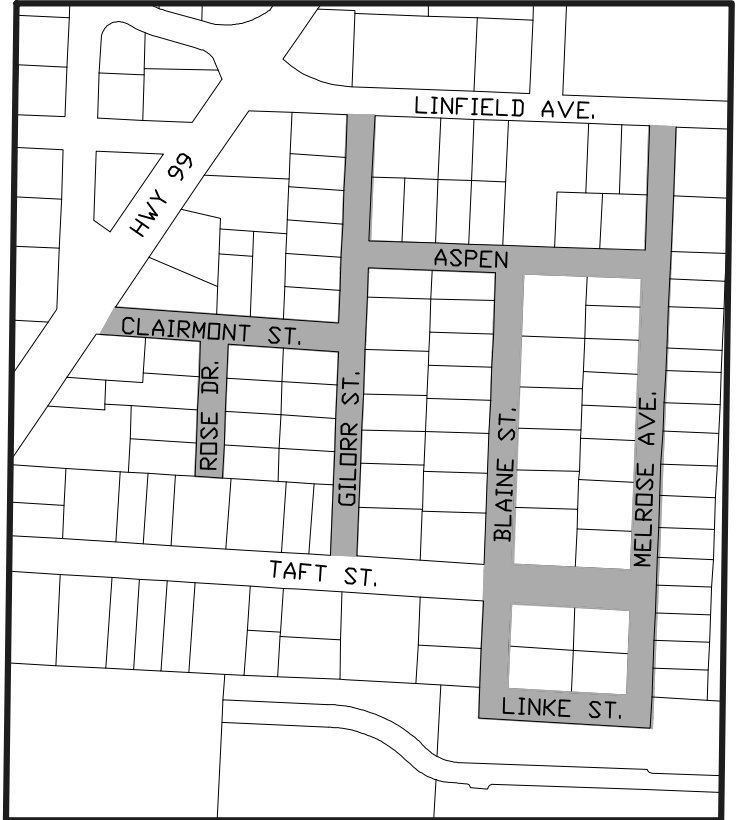 LINFIELD AVE.
HWY 99
ASPEN
CLAIRMONT ST.
ROSE DR.
GILORR ST.
BLAINE ST.
MELROSE AVE.
TAFT ST.
LINKE ST.